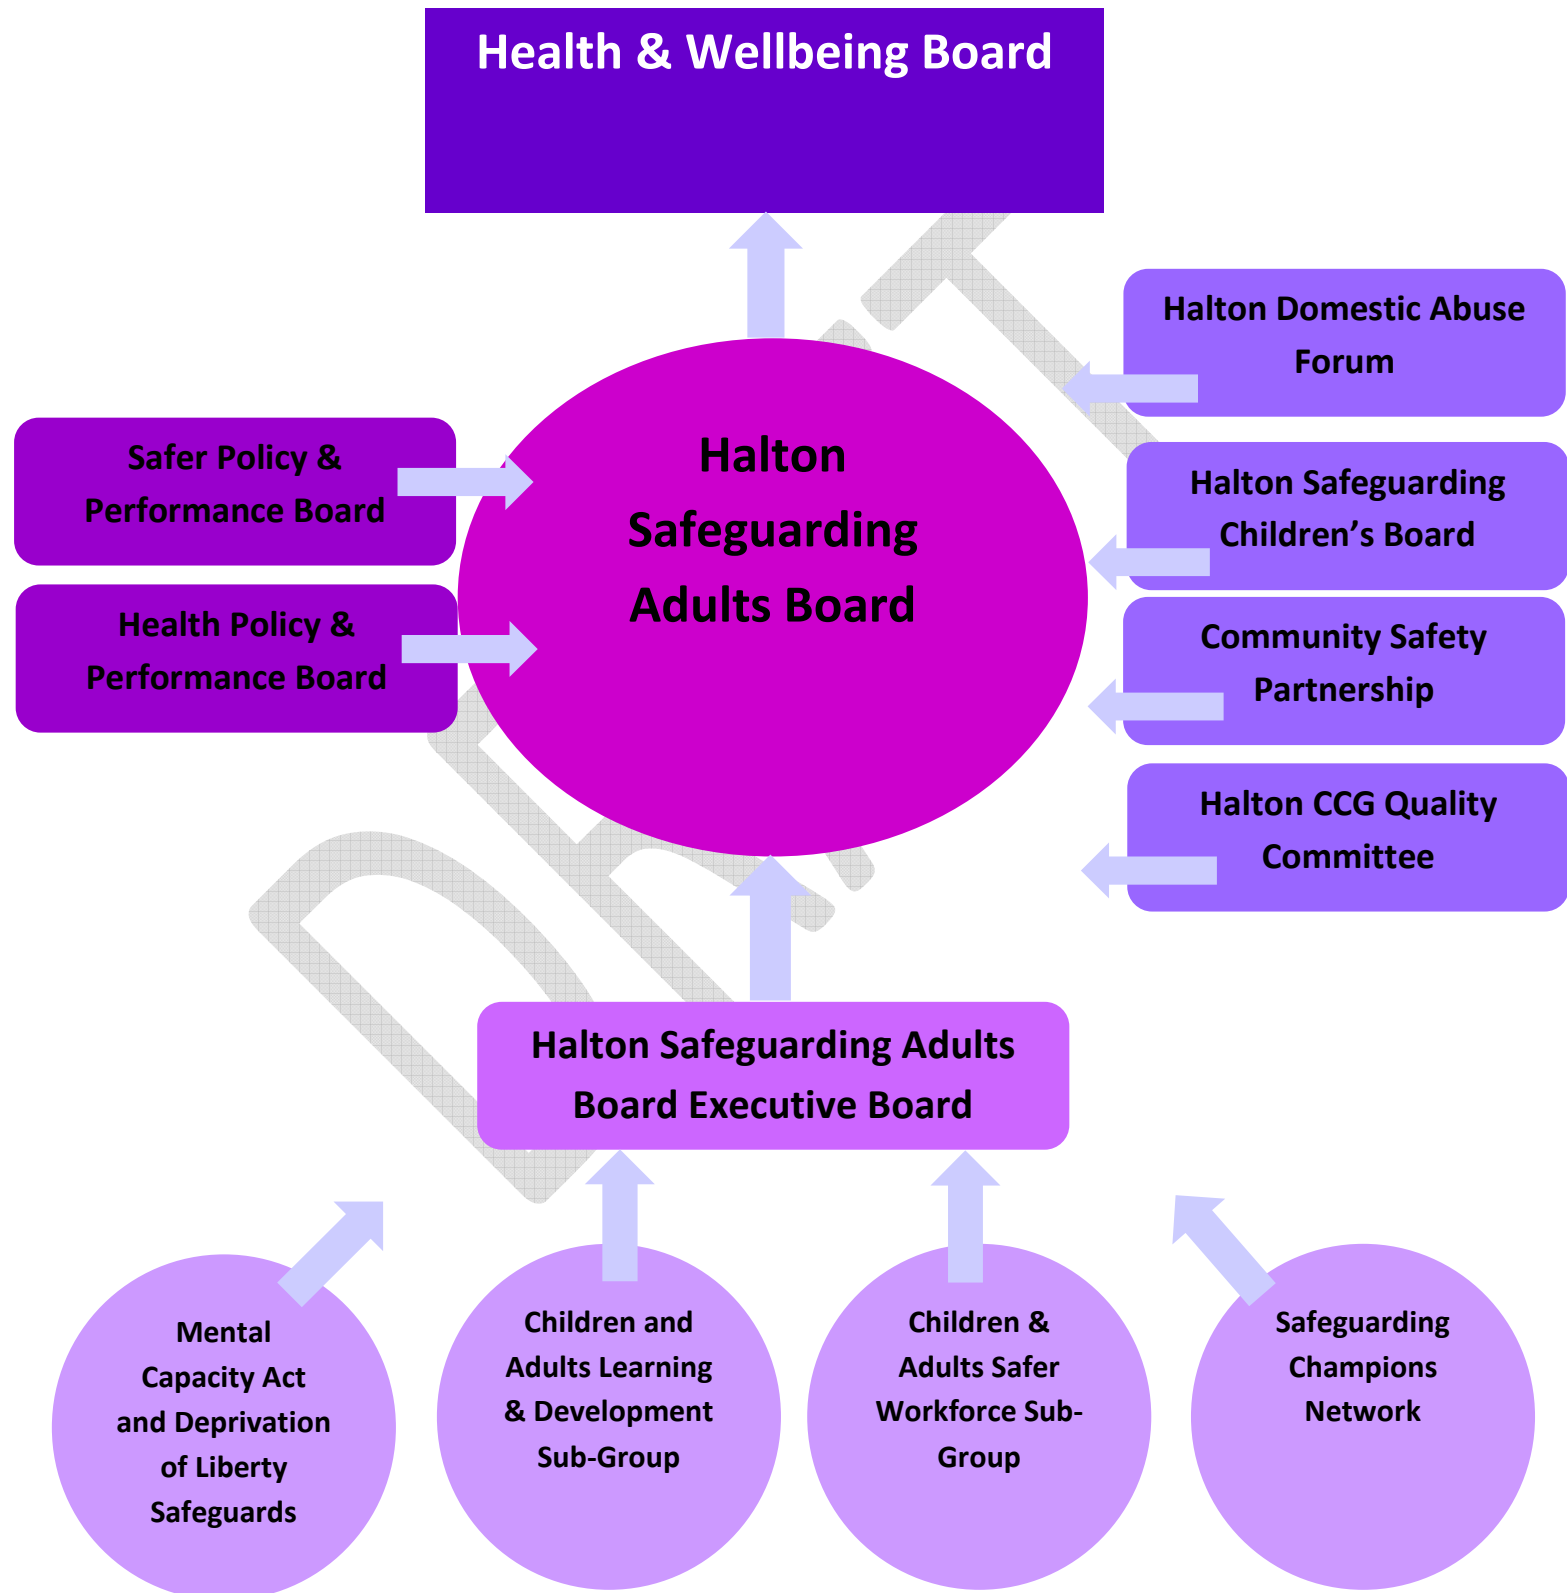 Health & Wellbeing Board
Halton Domestic Abuse
Forum
Safer Policy &
Performance Board
Halton
Safeguarding
Adults Board
Halton Safeguarding
Children’s Board
Health Policy &
Performance Board
Community Safety
Partnership
Halton CCG Quality
Committee
Halton Safeguarding Adults
Board Executive Board
Mental
Capacity Act
and Deprivation
of Liberty
Safeguards
Children and
Adults Learning
& Development
Sub-Group
Children &
Adults Safer
Workforce Sub-
Group
Safeguarding
Champions
Network
DRAFT